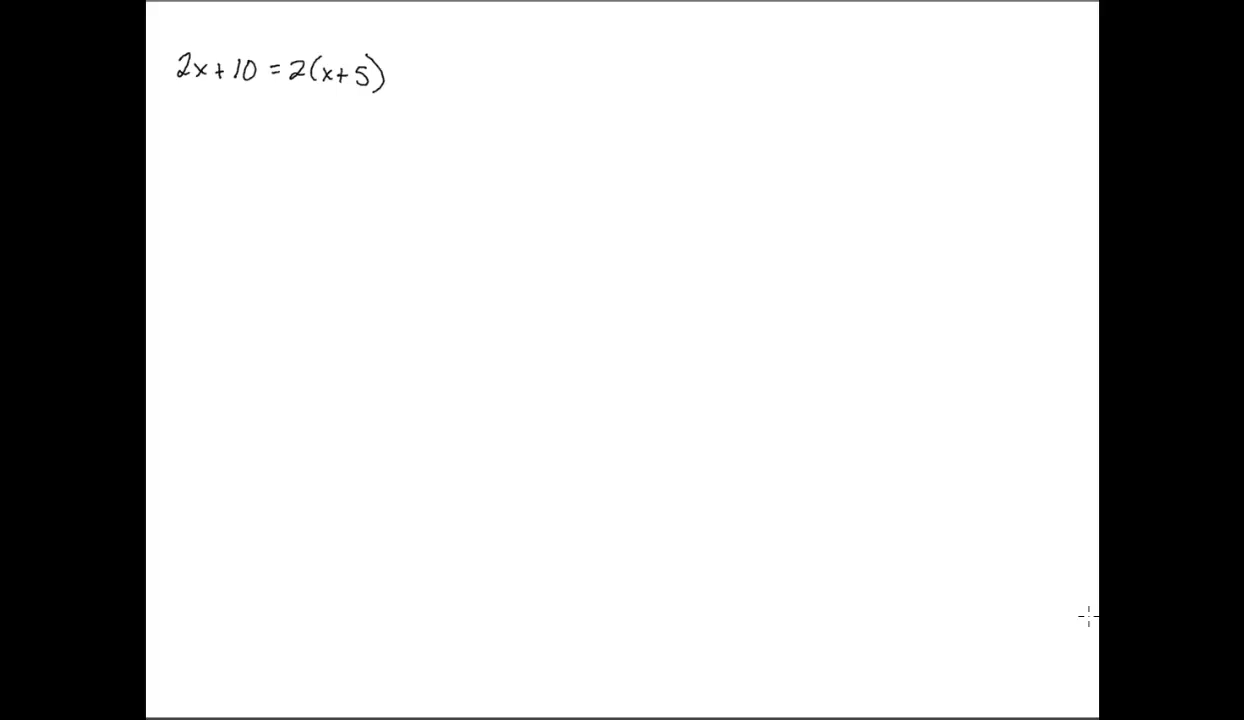 2x + 10 = 2(x + 5)